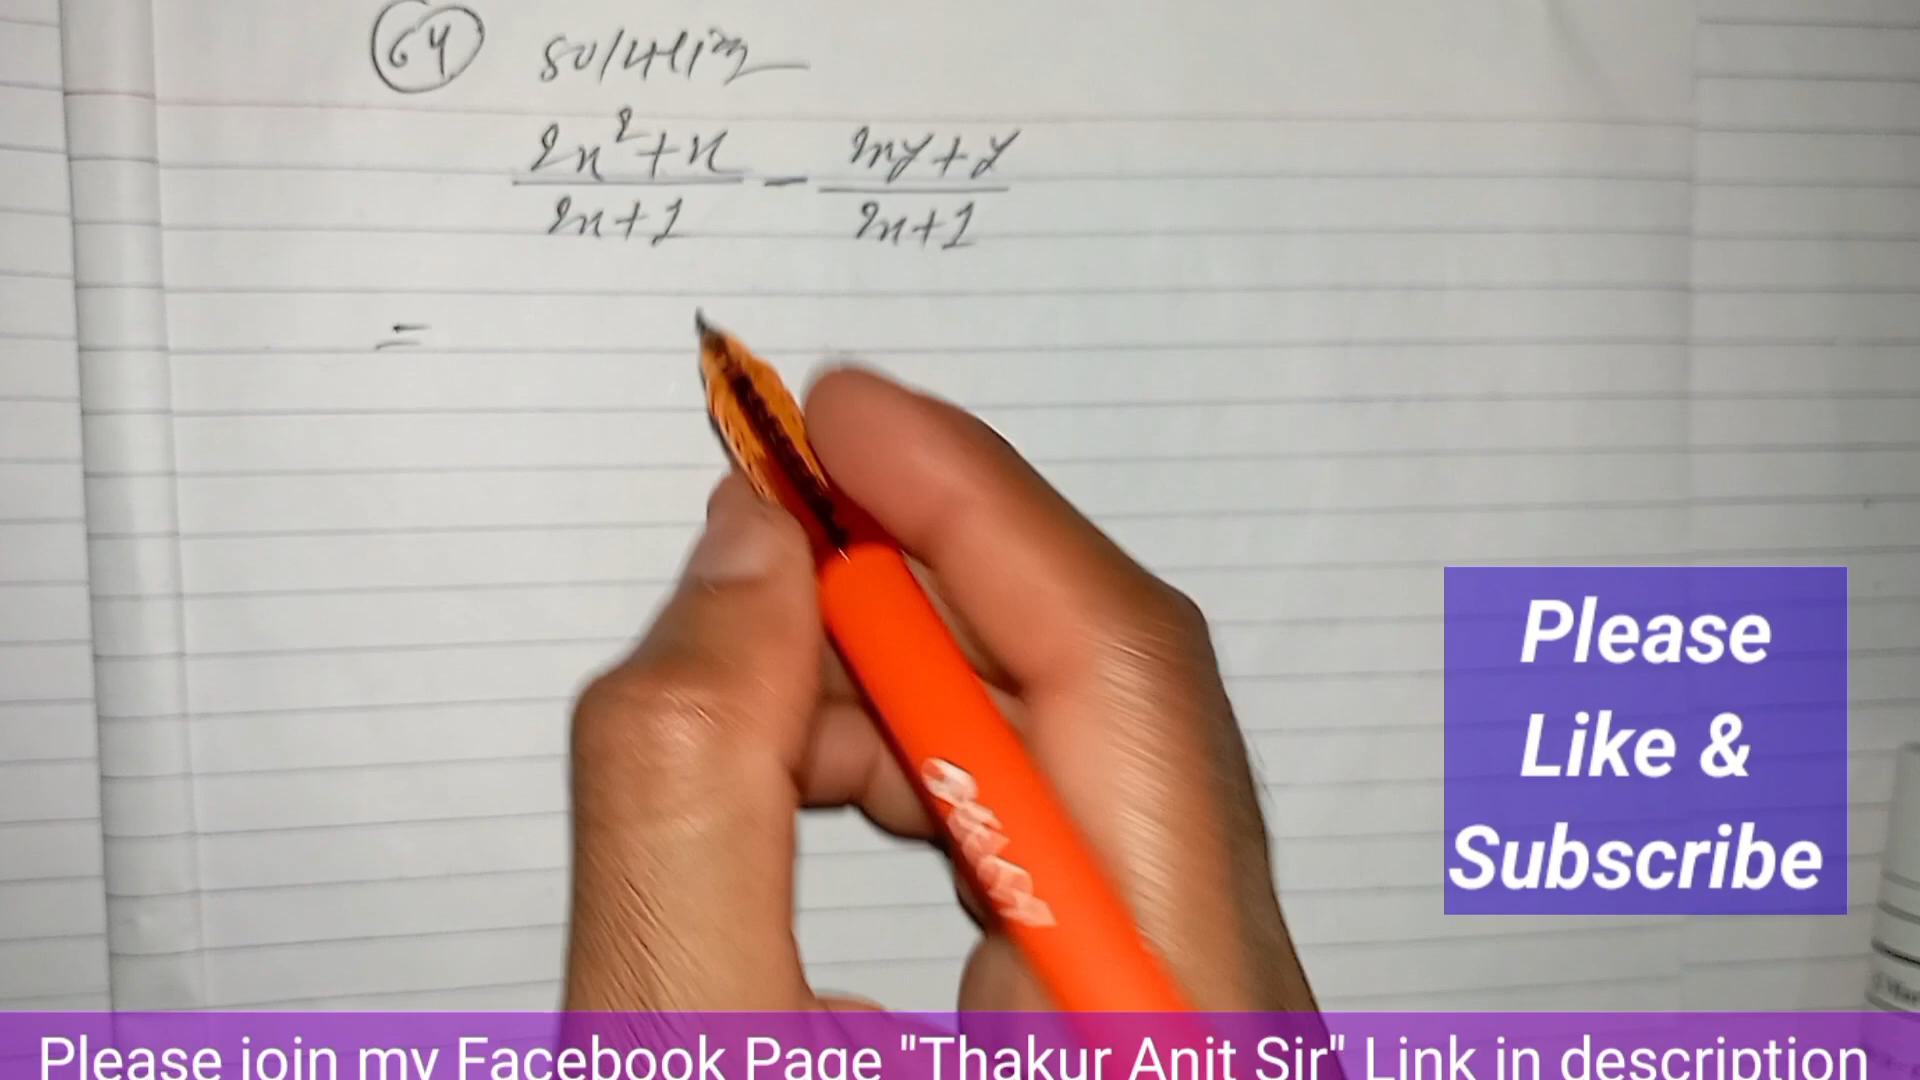 64 Solution
2x²+x / 2x+1 - 2xy+y / 2x+1
=
Please
Like &
Subscribe
Please join my Facebook Page "Thakur Anit Sir" Link in description